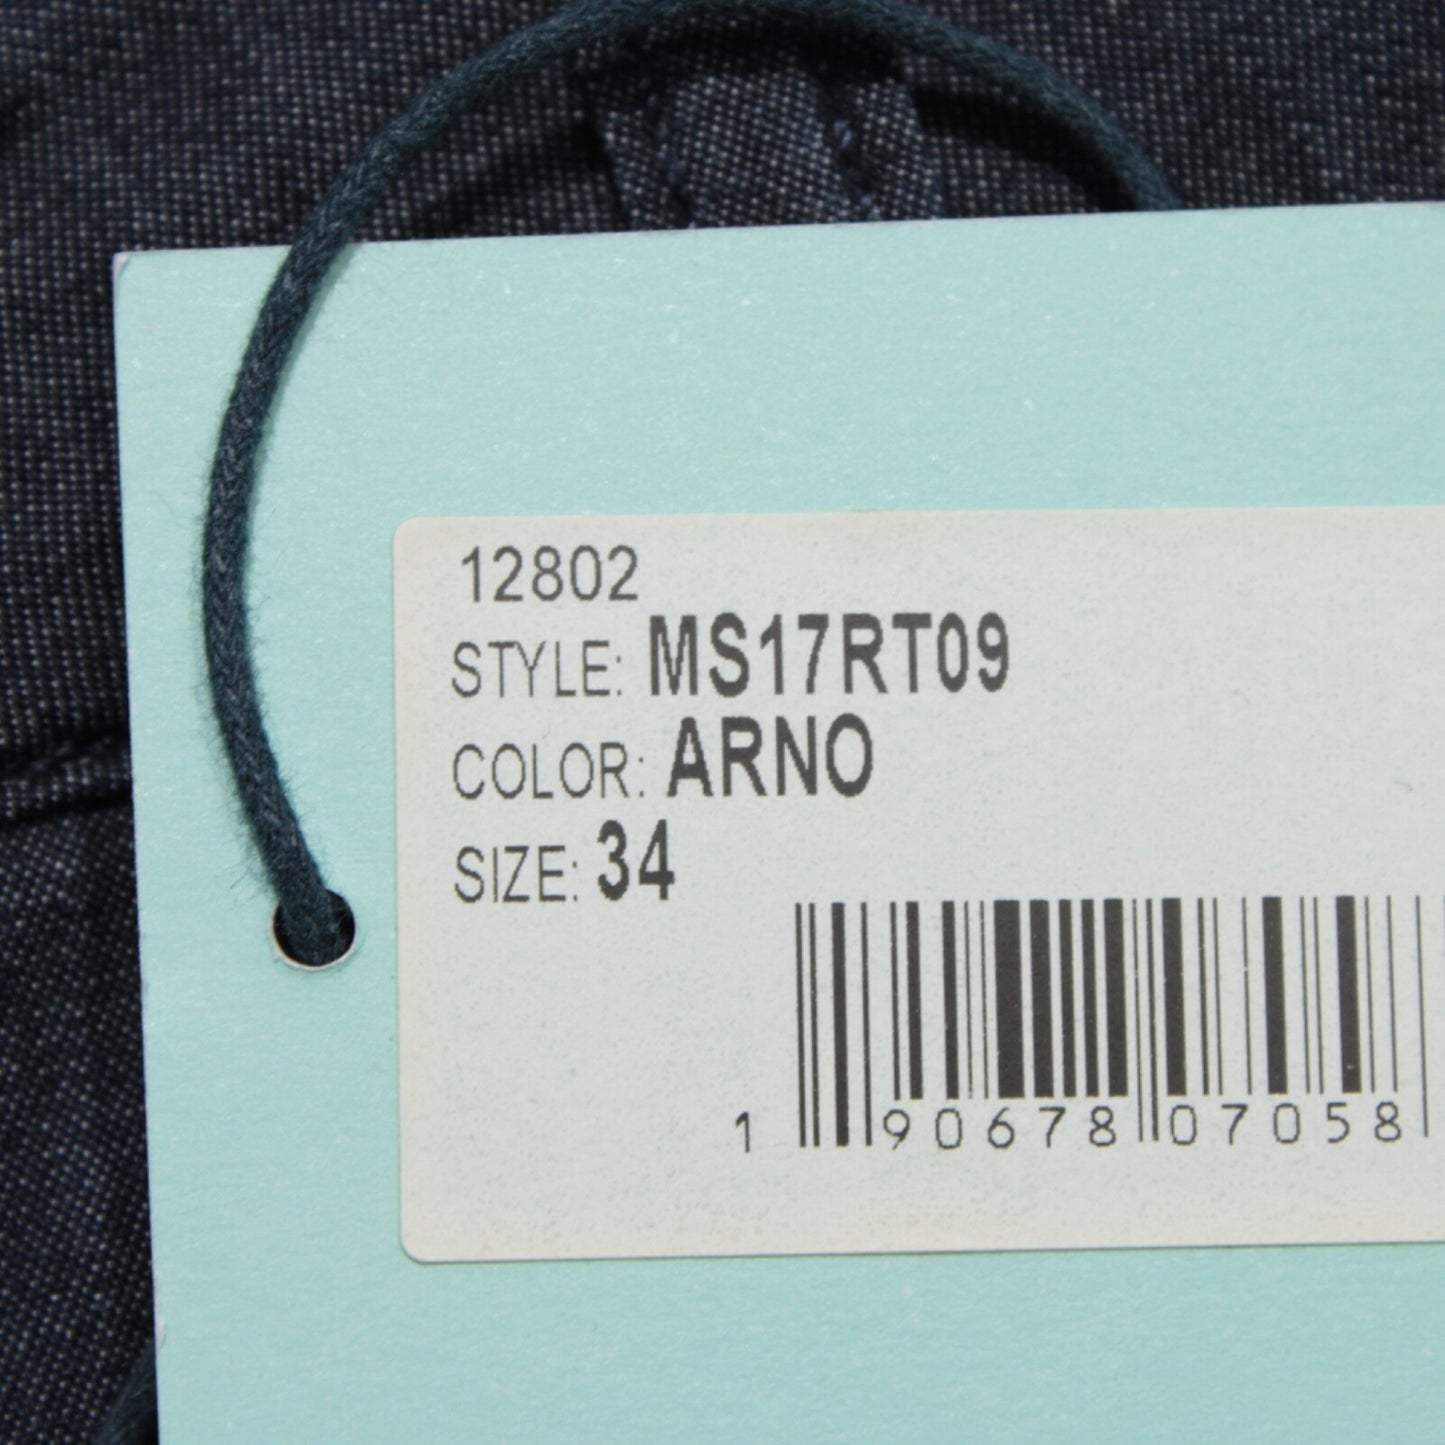 12802
STYLE: MS17RT09
COLOR: ARNO
SIZE: 34
1 90678 07058